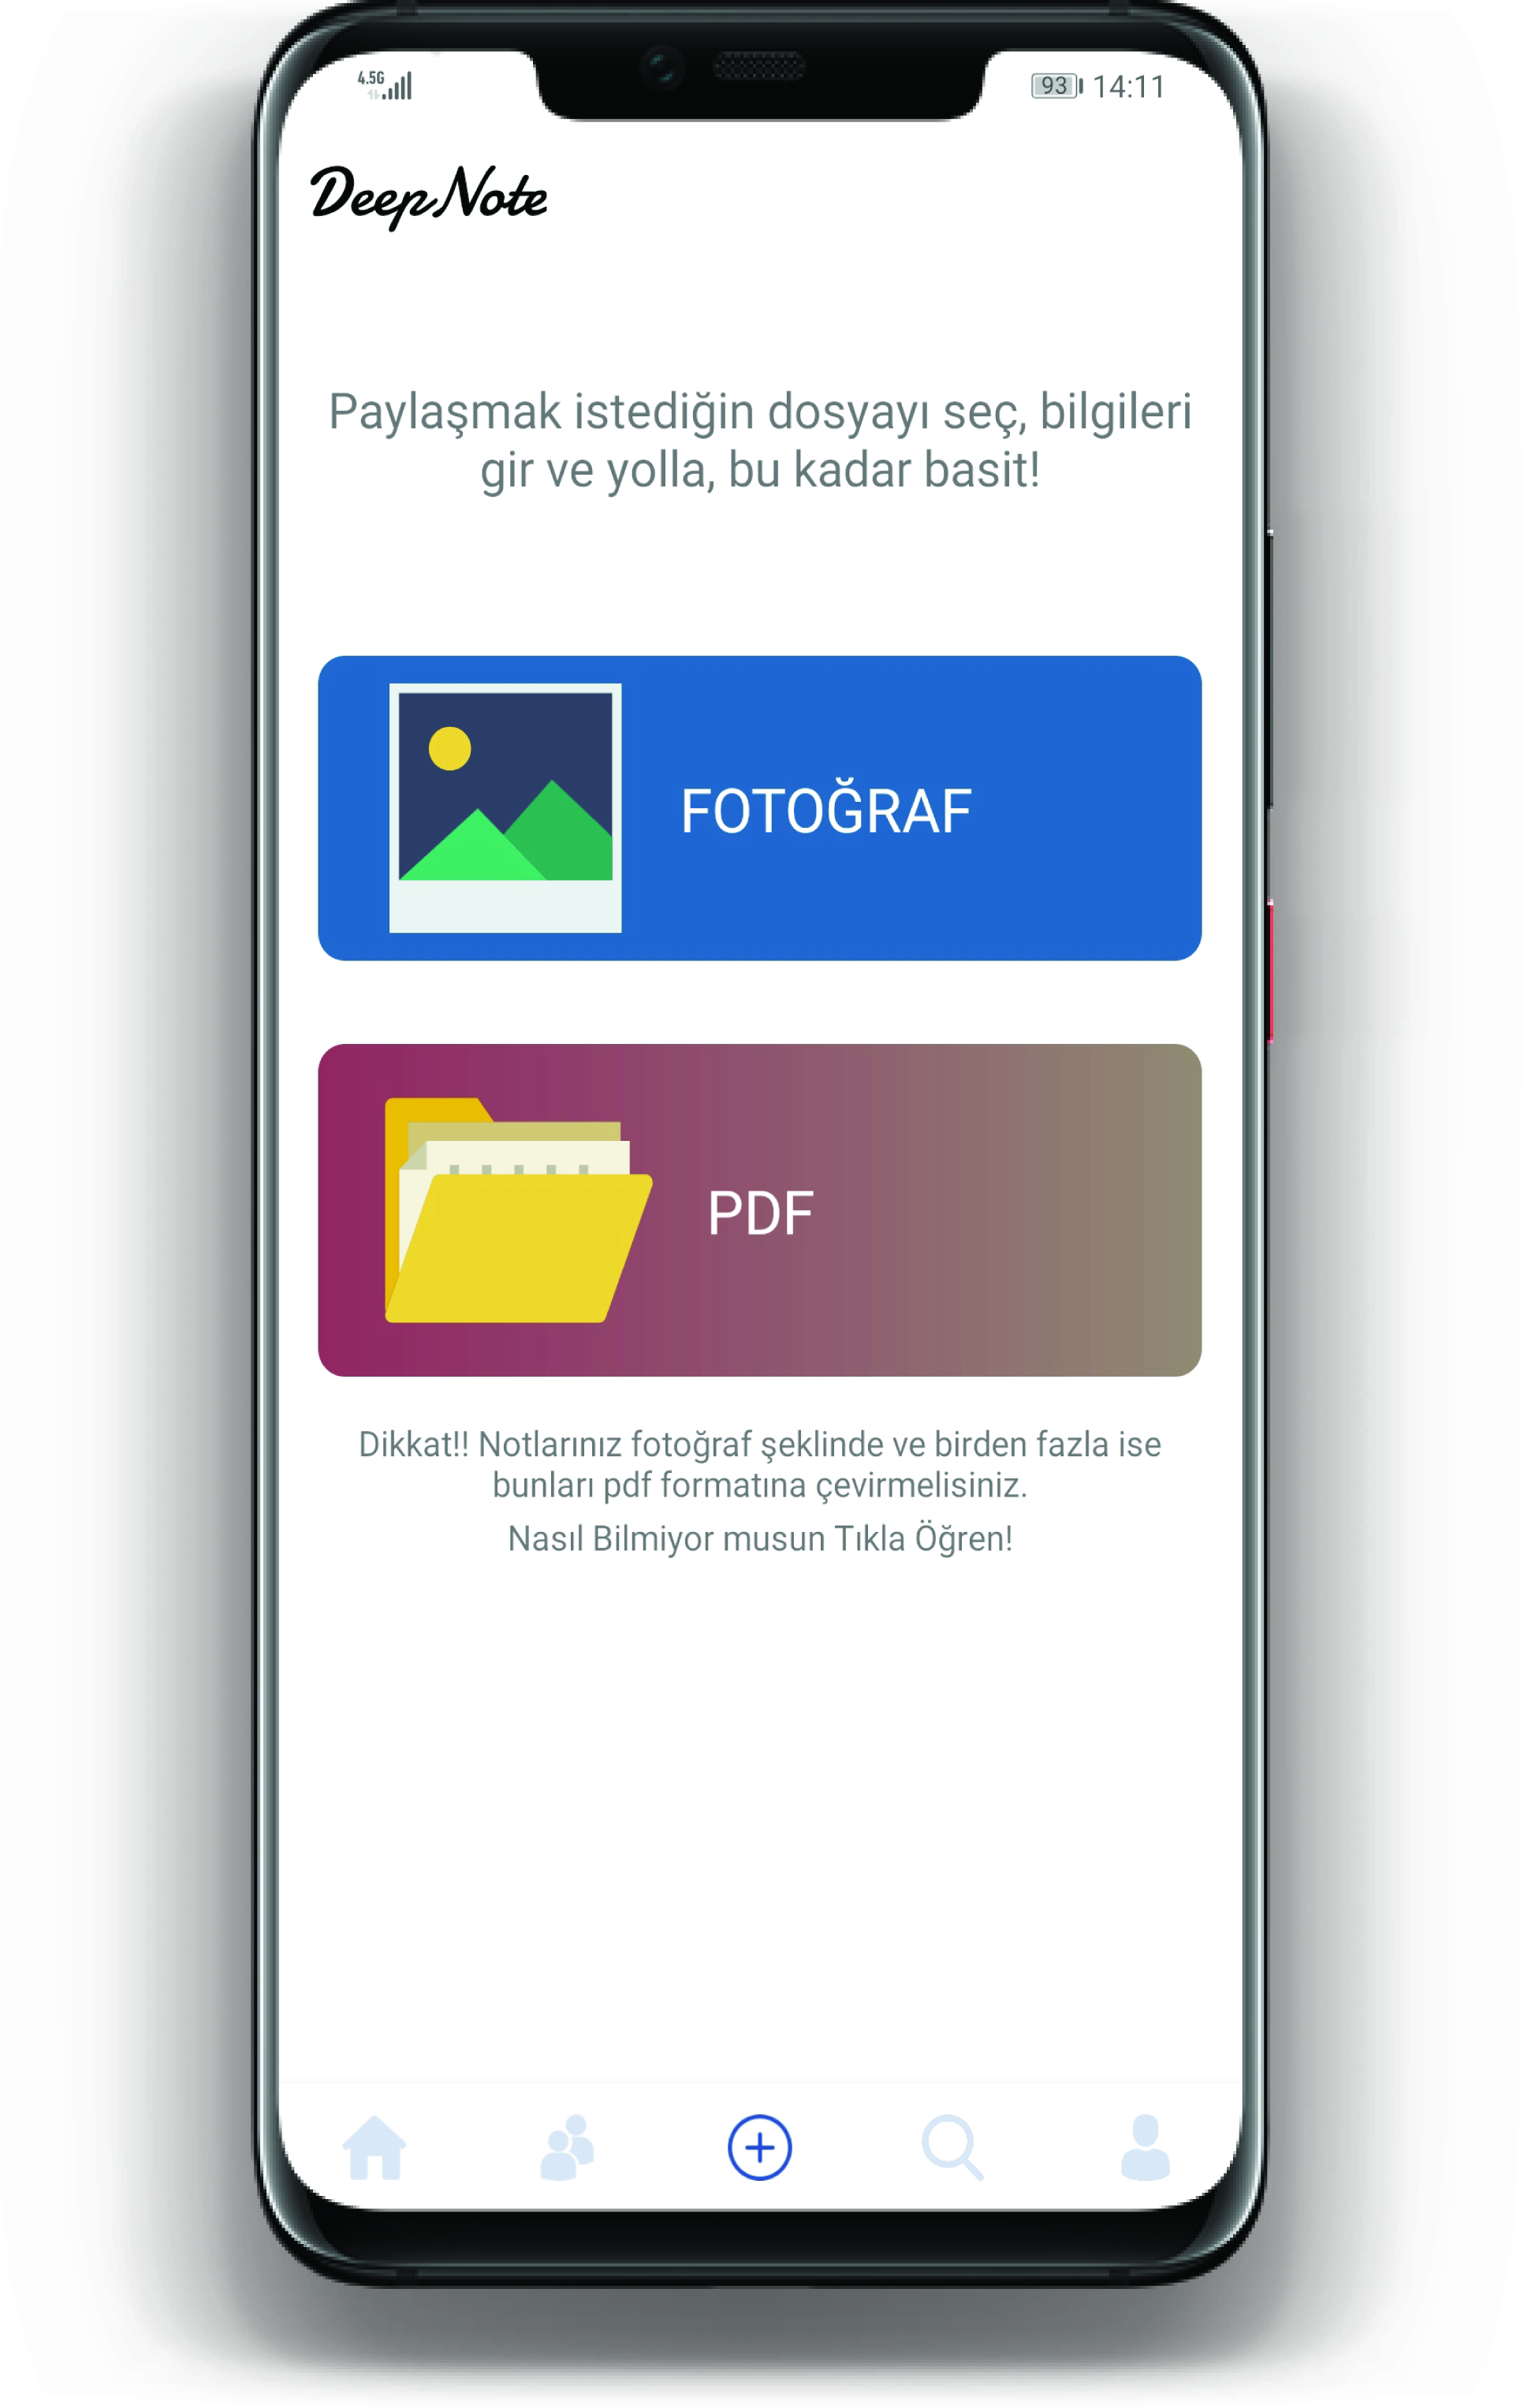 4.5G
93 14:11
DeepNote
Paylaşmak istediğin dosyayı seç, bilgileri
gir ve yolla, bu kadar basit!
FOTOĞRAF
PDF
Dikkat!! Notlarınız fotoğraf şeklinde ve birden fazla ise
bunları pdf formatına çevirmelisiniz.
Nasıl Bilmiyor musun Tıkla Öğren!